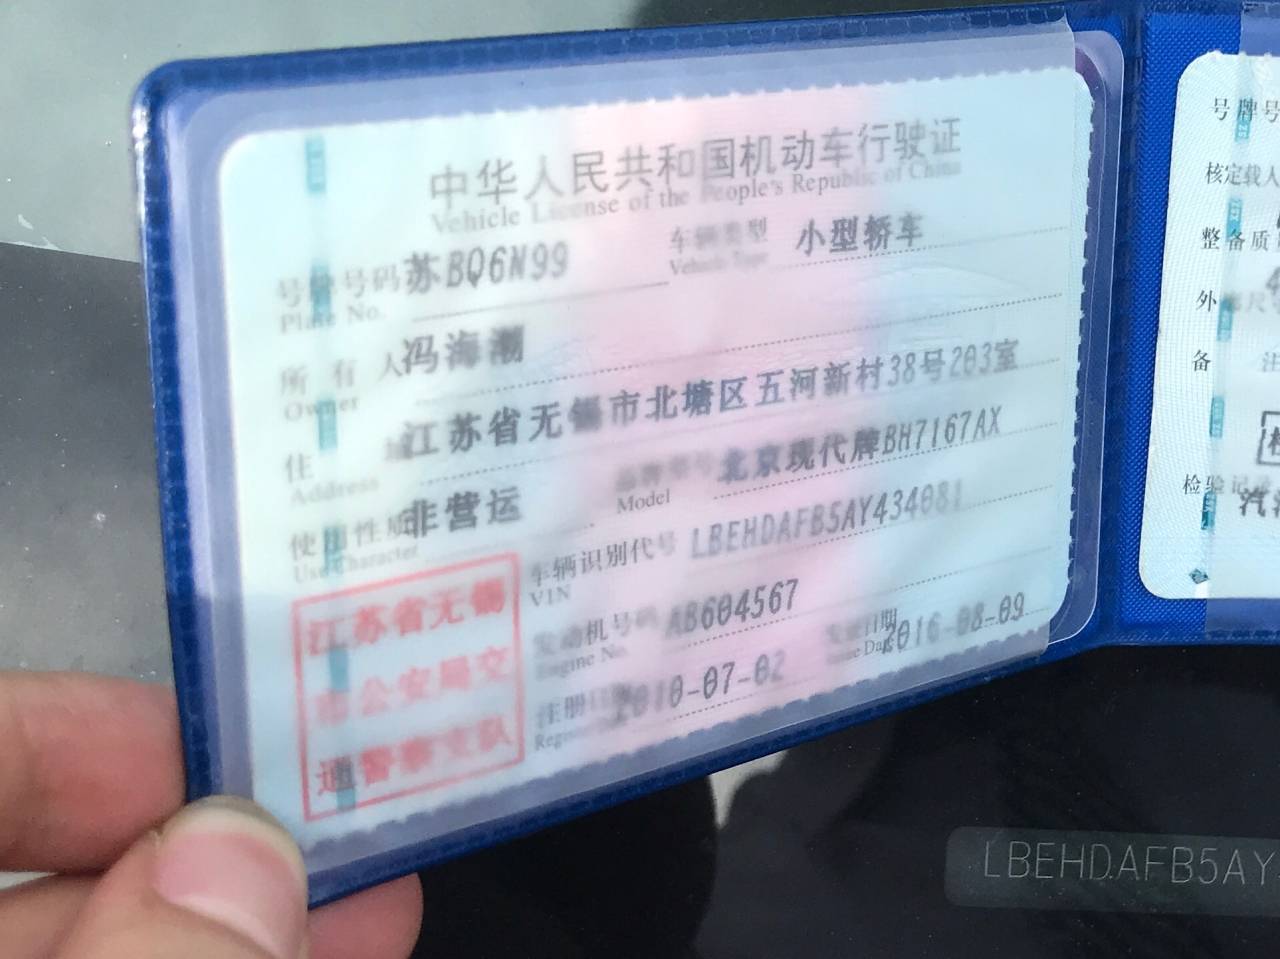 中华人民共和国机动车行驶证
Vehicle License of the People's Republic of China
号牌号码 苏BQ6N99 车辆类型 小型轿车
Plate No. Vehicle Type
所有人 冯海潮
Owner
住 江苏省无锡市北塘区五河新村38号203室
Address
使用性质 非营运 北京现代牌BH7167AX
Use Character Model
车辆识别代号 LBEHDAFB5AY434081
VIN
发动机号码 AB604567
Engine No.
注册日期 2010-07-02 发证日期 2016-08-09
Issue Date
江苏省无锡
市公安局交
通警察支队
号牌号
核定载人
整备质
外
备 注
检验记录
LBEHDAFB5AY